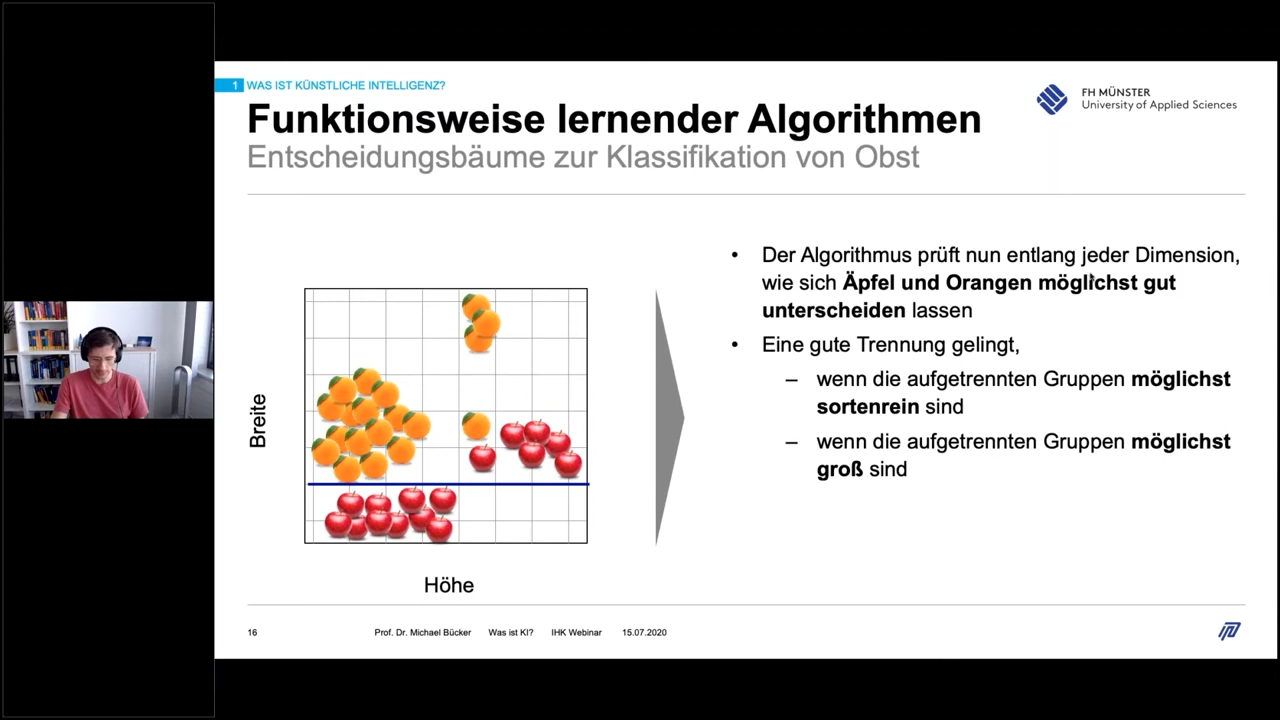 1 WAS IST KÜNSTLICHE INTELLIGENZ?
Funktionsweise lernender Algorithmen
Entscheidungsbäume zur Klassifikation von Obst
FH MÜNSTER
University of Applied Sciences
Breite
Höhe
• Der Algorithmus prüft nun entlang jeder Dimension,
wie sich Äpfel und Orangen möglichst gut
unterscheiden lassen
• Eine gute Trennung gelingt,
– wenn die aufgetrennten Gruppen möglichst
sortenrein sind
– wenn die aufgetrennten Gruppen möglichst
groß sind
16 Prof. Dr. Michael Bücker Was ist KI? IHK Webinar 15.07.2020